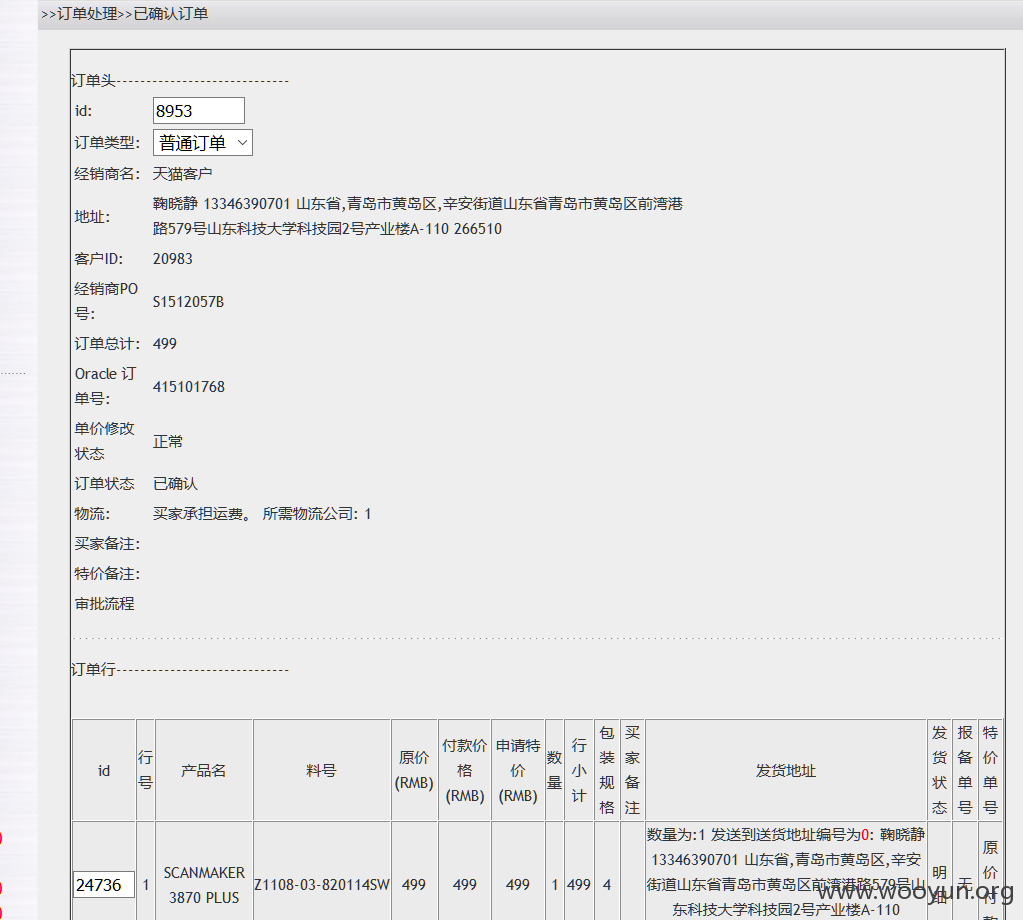 >>订单处理>>已确认订单
订单头-----------------------------
id: 8953
订单类型: 普通订单
经销商名: 天猫客户
地址: 鞠晓静 13346390701 山东省,青岛市黄岛区,辛安街道山东省青岛市黄岛区前湾港
路579号山东科技大学科技园2号产业楼A-110 266510
客户ID: 20983
经销商PO
号: S1512057B
订单总计: 499
Oracle 订
单号: 415101768
单价修改
状态 正常
订单状态 已确认
物流: 买家承担运费。 所需物流公司: 1
买家备注:
特价备注:
审批流程
订单行-----------------------------
id
行号
产品名
料号
原价
(RMB)
付款价
格
(RMB)
申请特
价
(RMB)
数量
行小计
包装规格
买家备注
发货地址
发货状态
报备单号
特价单号
24736
1
SCANMAKER
3870 PLUS
Z1108-03-820114SW
499
499
499
1
499
4
数量为:1 发送到送货地址编号为0: 鞠晓静
13346390701 山东省,青岛市黄岛区,辛安
街道山东省青岛市黄岛区前湾港路579号山
东科技大学科技园2号产业楼A-110
明细
无
原价付
www.wooyun.org